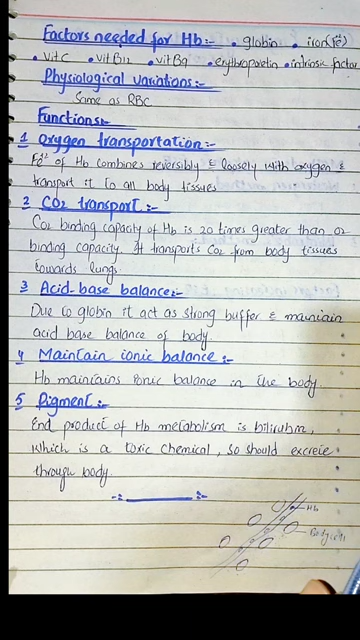 Factors needed for Hb:- • globin • iron(Fe)
• vit C • vit B12 • vit B9 • erythropoietin • intrinsic factor
Physiological variations:-
Same as RBC
Functions:-
1 Oxygen transportation:-
Fe²⁺ of Hb combines reversibly & loosely with oxygen &
transport it to all body tissues
2 CO2 transport:-
CO2 binding capacity of Hb is 20 times greater than O2
binding capacity. It transports CO2 from body tissues
towards lungs.
3 Acid-base balance:-
Due to globin it act as strong buffer & maintain
acid base balance of body.
4 Maintain ionic balance:-
Hb maintains ionic balance in the body.
5 Pigment:-
End product of Hb metabolism is bilirubin,
which is a toxic chemical, so should excrete
through body.
Hb
Body cells